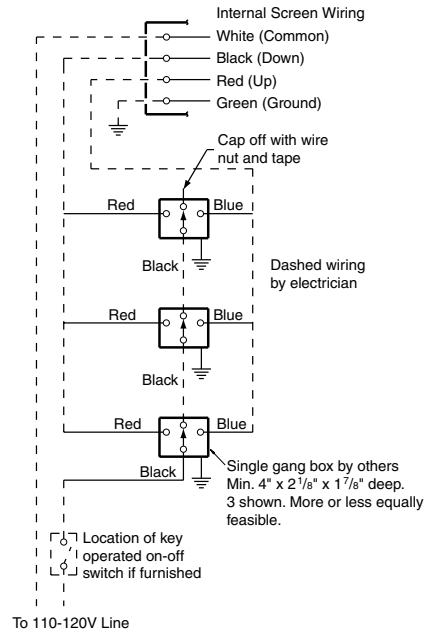 Internal Screen Wiring
White (Common)
Black (Down)
Red (Up)
Green (Ground)
Cap off with wire
nut and tape
Red
Blue
Black
Dashed wiring
by electrician
Red
Blue
Black
Red
Blue
Black
Single gang box by others
Min. 4" x 2 1/8" x 1 7/8" deep.
3 shown. More or less equally
feasible.
Location of key
operated on-off
switch if furnished
To 110-120V Line